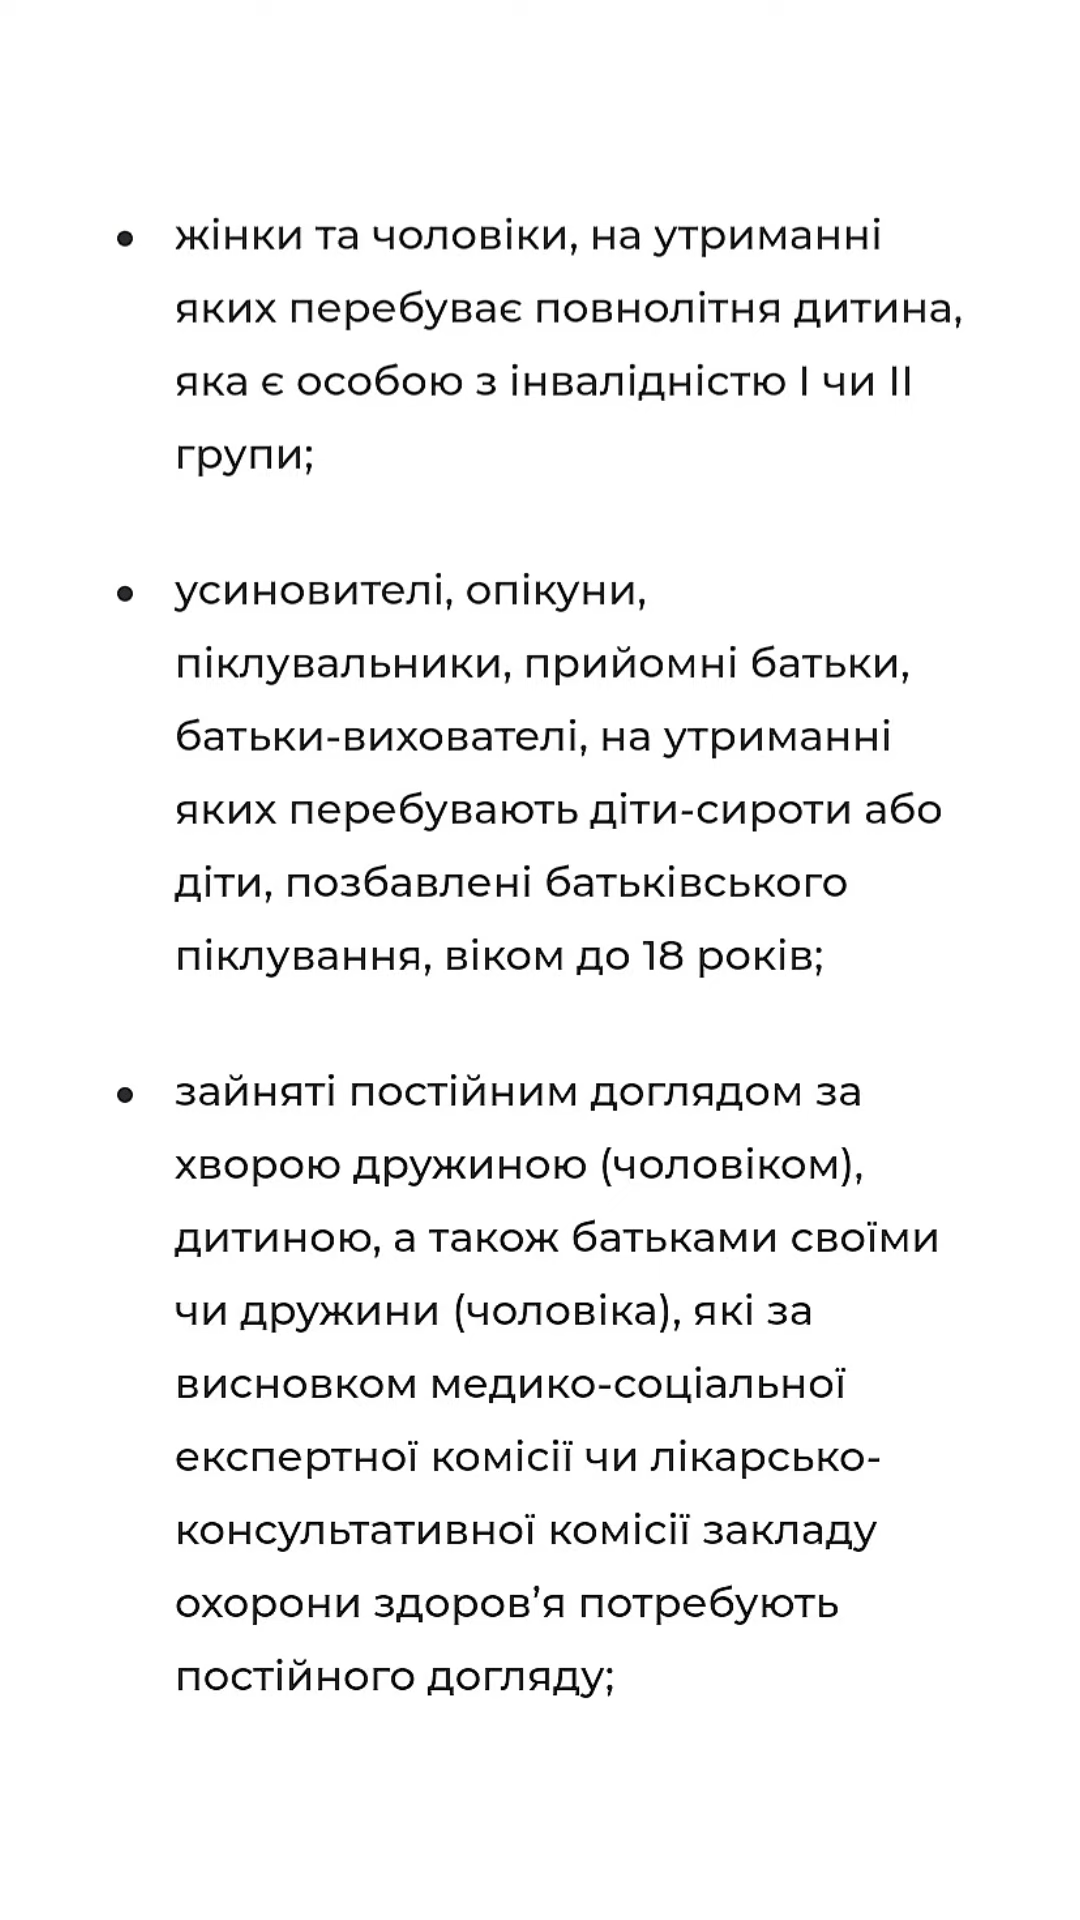 • жінки та чоловіки, на утриманні
яких перебуває повнолітня дитина,
яка є особою з інвалідністю І чи ІІ
групи;
• усиновителі, опікуни,
піклувальники, прийомні батьки,
батьки-вихователі, на утриманні
яких перебувають діти-сироти або
діти, позбавлені батьківського
піклування, віком до 18 років;
• зайняті постійним доглядом за
хворою дружиною (чоловіком),
дитиною, а також батьками своїми
чи дружини (чоловіка), які за
висновком медико-соціальної
експертної комісії чи лікарсько-
консультативної комісії закладу
охорони здоров’я потребують
постійного догляду;